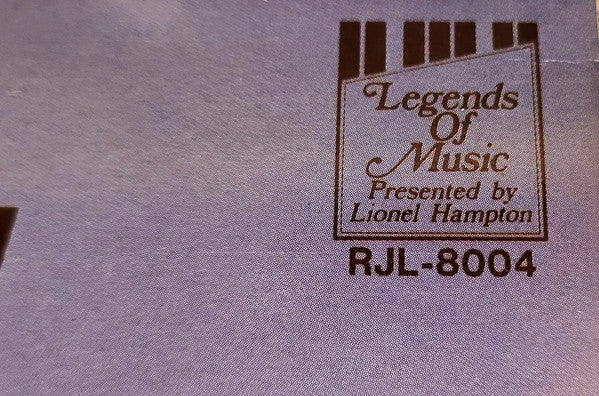 Legends
Of
Music
Presented by
Lionel Hampton
RJL-8004